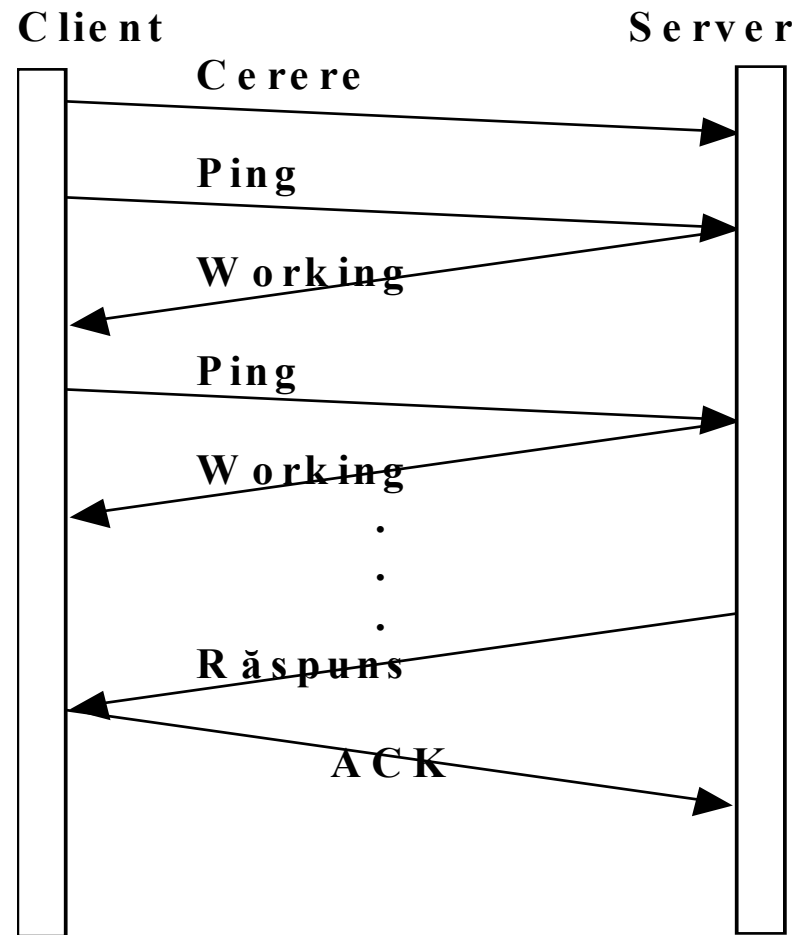 Client Server
Cerere
Ping
Working
Ping
Working
.
.
.
Răspuns
ACK